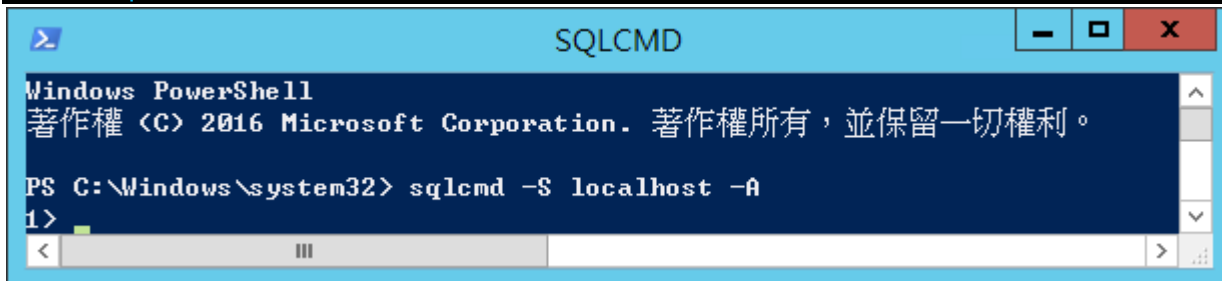 SQLCMD
Windows PowerShell
著作權 (C) 2016 Microsoft Corporation. 著作權所有，並保留一切權利。
PS C:\Windows\system32> sqlcmd -S localhost -A
1>